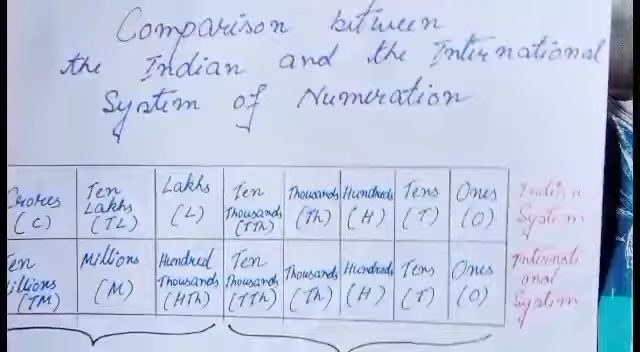 Comparison between
the Indian and the International
System of Numeration
Crores Ten Lakhs Lakhs Ten Thousands Thousands Hundreds Tens Ones Indian System
(C) (TL) (L) (TTh) (Th) (H) (T) (O)
Ten Millions Millions Hundred Thousands Ten Thousands Thousands Hundreds Tens Ones International System
(TM) (M) (HTh) (TTh) (Th) (H) (T) (O)